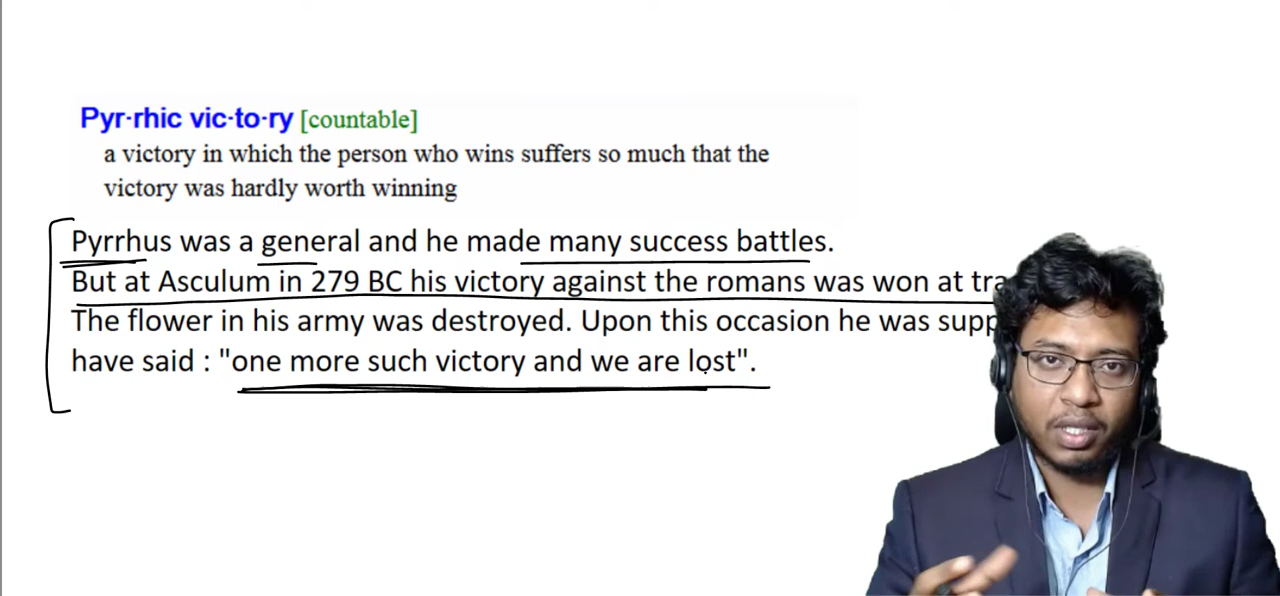 Pyr·rhic vic·to·ry [countable]
a victory in which the person who wins suffers so much that the
victory was hardly worth winning
Pyrrhus was a general and he made many success battles.
But at Asculum in 279 BC his victory against the romans was won at
The flower in his army was destroyed. Upon this occasion he was
have said : "one more such victory and we are lost".